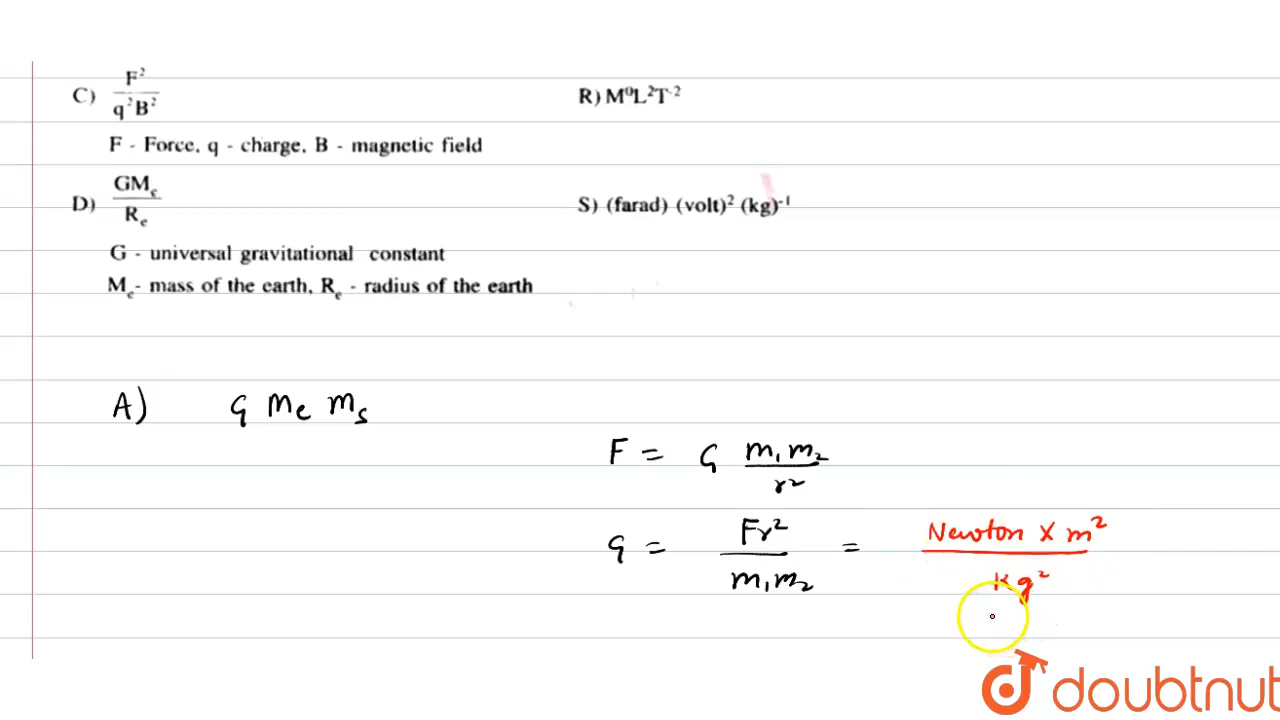 C) F² / q²B² R) M⁰L²T⁻²
F - Force, q - charge, B - magnetic field
D) GMₑ / Rₑ S) (farad) (volt)² (kg)⁻¹
G - universal gravitational constant
Mₑ- mass of the earth, Rₑ - radius of the earth
A) G Mₑ Mₛ
F = G m₁m₂ / r²
G = Fr² / m₁m₂ = Newton × m² / Kg²
doubtnut